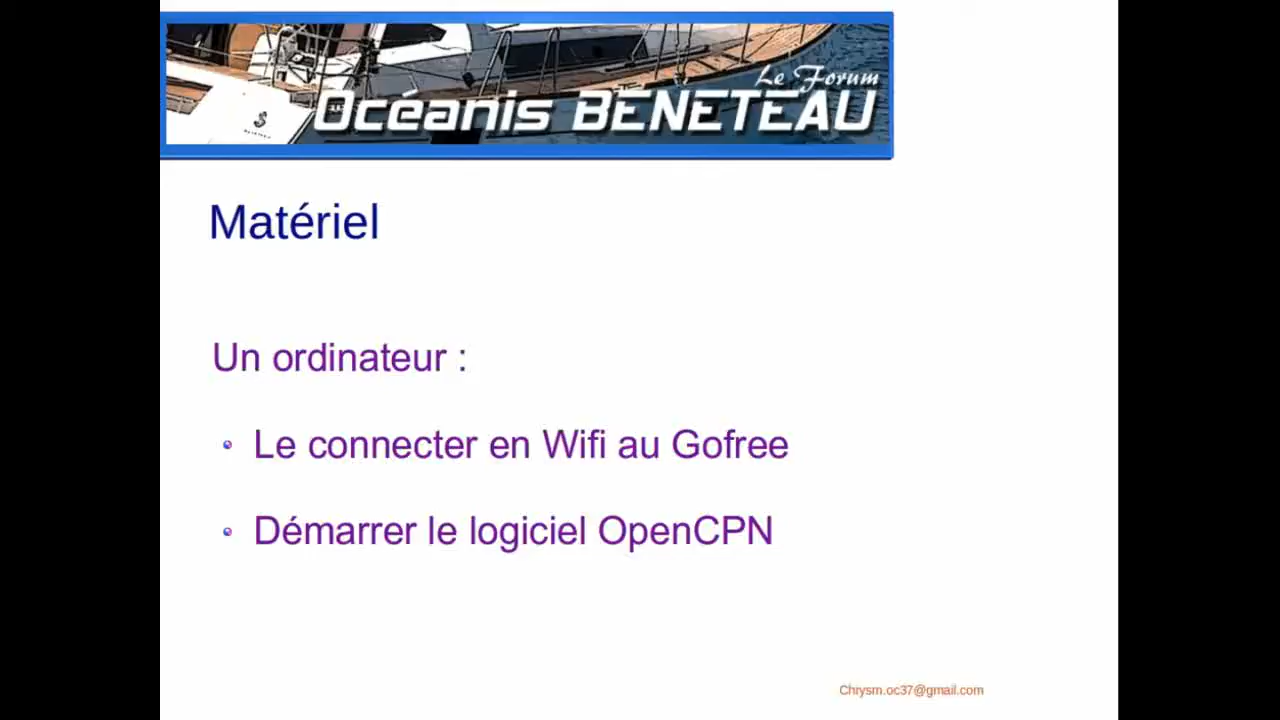 Le Forum
Océanis BENETEAU
Matériel
Un ordinateur :
Le connecter en Wifi au Gofree
Démarrer le logiciel OpenCPN
Chrysm.oc37@gmail.com